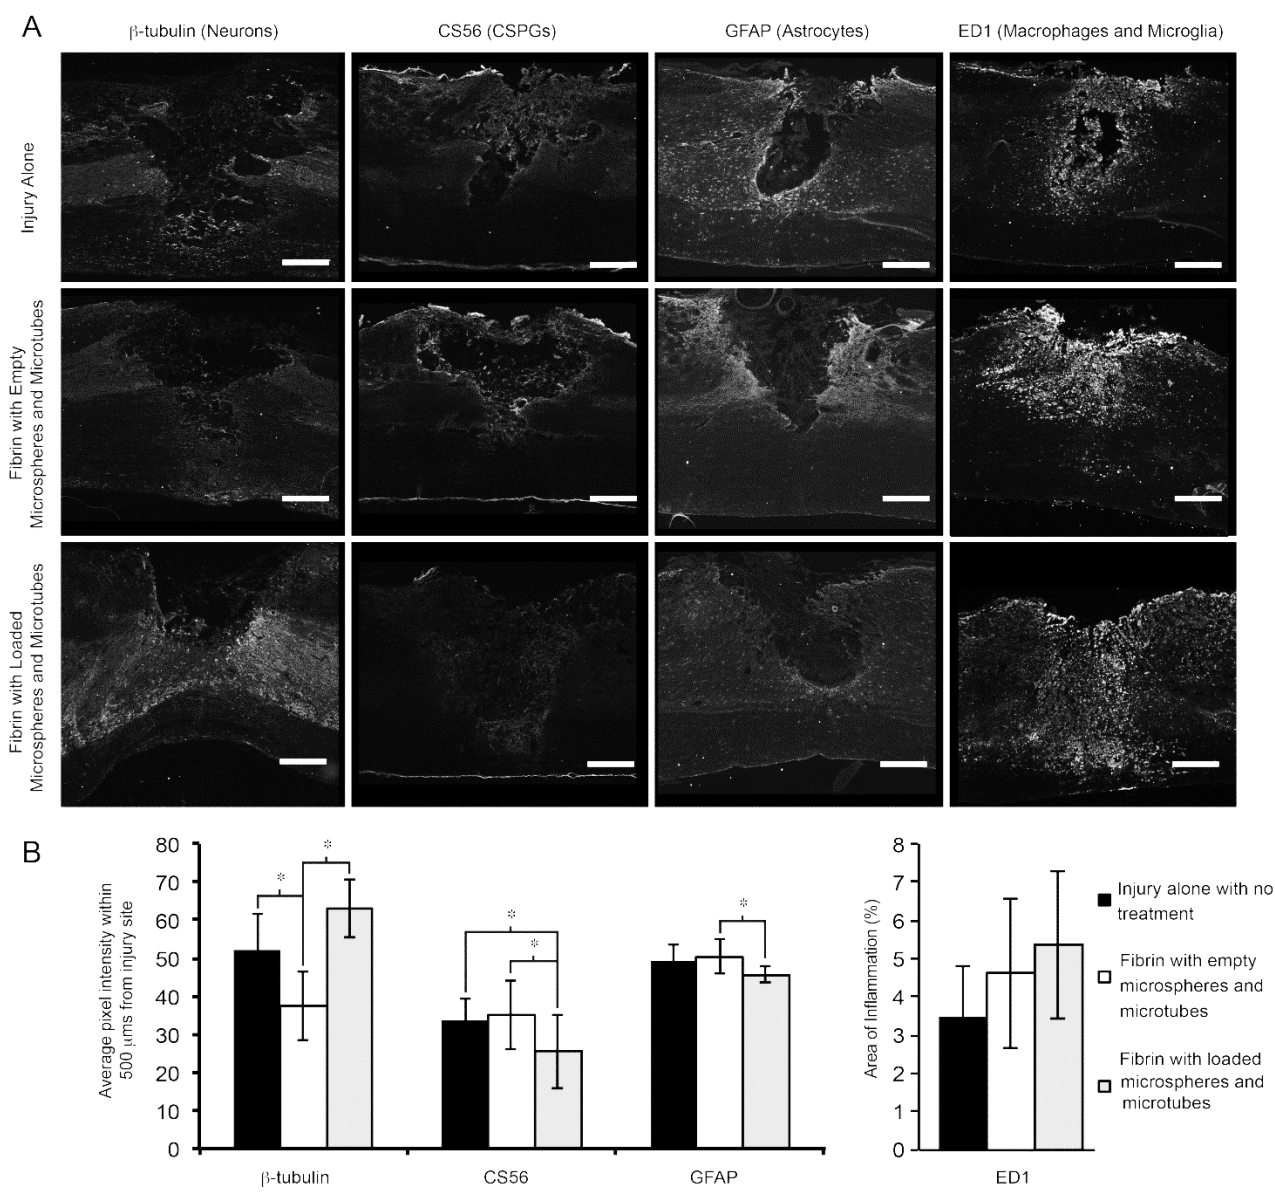 A
β-tubulin (Neurons)
CS56 (CSPGs)
GFAP (Astrocytes)
ED1 (Macrophages and Microglia)
Injury Alone
Fibrin with Empty
Microspheres and Microtubes
Fibrin with Loaded
Microspheres and Microtubes
B
Average pixel intensity within
500 μms from injury site
80
70
60
50
40
30
20
10
0
*
*
*
*
*
β-tubulin
CS56
GFAP
Area of Inflammation (%)
8
7
6
5
4
3
2
1
0
ED1
Injury alone with no
treatment
Fibrin with empty
microspheres and
microtubes
Fibrin with loaded
microspheres and
microtubes